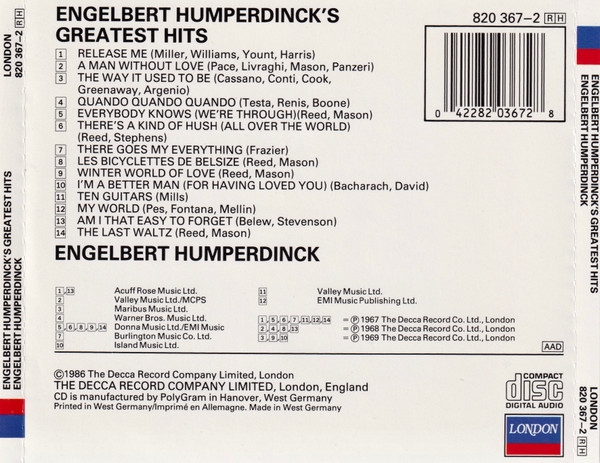 LONDON
820 367–2 RH
ENGELBERT HUMPERDINCK'S GREATEST HITS
ENGELBERT HUMPERDINCK
ENGELBERT HUMPERDINCK'S
GREATEST HITS
820 367–2 RH
1 RELEASE ME (Miller, Williams, Yount, Harris)
2 A MAN WITHOUT LOVE (Pace, Livraghi, Mason, Panzeri)
3 THE WAY IT USED TO BE (Cassano, Conti, Cook,
Greenaway, Argenio)
4 QUANDO QUANDO QUANDO (Testa, Renis, Boone)
5 EVERYBODY KNOWS (WE'RE THROUGH)(Reed, Mason)
6 THERE'S A KIND OF HUSH (ALL OVER THE WORLD)
(Reed, Stephens)
7 THERE GOES MY EVERYTHING (Frazier)
8 LES BICYCLETTES DE BELSIZE (Reed, Mason)
9 WINTER WORLD OF LOVE (Reed, Mason)
10 I'M A BETTER MAN (FOR HAVING LOVED YOU) (Bacharach, David)
11 TEN GUITARS (Mills)
12 MY WORLD (Pes, Fontana, Mellin)
13 AM I THAT EASY TO FORGET (Belew, Stevenson)
14 THE LAST WALTZ (Reed, Mason)
0 42282 03672 8
ENGELBERT HUMPERDINCK
1,13 Acuff Rose Music Ltd.
2 Valley Music Ltd./MCPS
3 Maribus Music Ltd.
4 Warner Bros. Music Ltd.
5,6,8,9,14 Donna Music Ltd./EMI Music
7 Burlington Music Co. Ltd.
10 Island Music Ltd.
11 Valley Music Ltd.
12 EMI Music Publishing Ltd.
1,5,6,7,11,12,14 = ℗ 1967 The Decca Record Co. Ltd., London
2,4,8,13 = ℗ 1968 The Decca Record Co. Ltd., London
3,9,10 = ℗ 1969 The Decca Record Co. Ltd., London
AAD
©1986 The Decca Record Company Limited, London
THE DECCA RECORD COMPANY LIMITED, London, England
CD is manufactured by PolyGram in Hanover, West Germany
Printed in West Germany/Imprimé en Allemagne. Made in West Germany
COMPACT
disc
DIGITAL AUDIO
LONDON
ENGELBERT HUMPERDINCK'S GREATEST HITS
ENGELBERT HUMPERDINCK
LONDON
820 367–2 RH